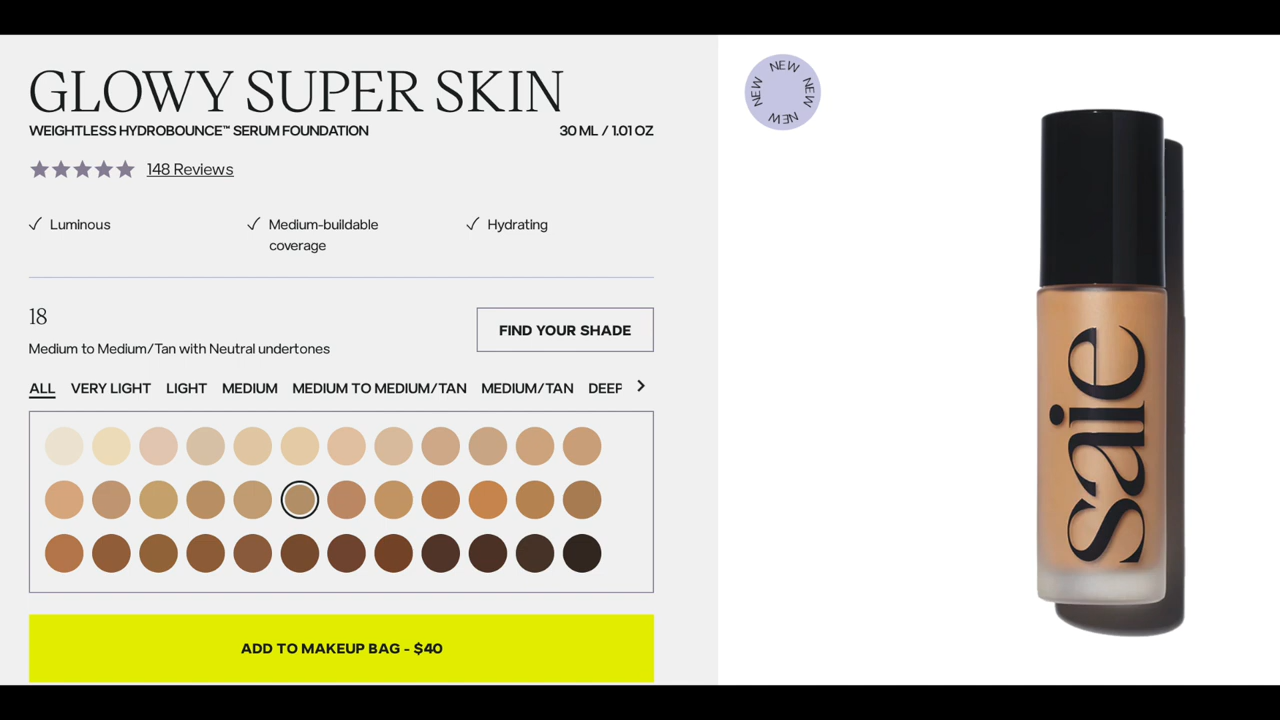 GLOWY SUPER SKIN
WEIGHTLESS HYDROBOUNCE™ SERUM FOUNDATION 30 ML / 1.01 OZ
148 Reviews
Luminous
Medium-buildable
coverage
Hydrating
18
Medium to Medium/Tan with Neutral undertones
FIND YOUR SHADE
ALL VERY LIGHT LIGHT MEDIUM MEDIUM TO MEDIUM/TAN MEDIUM/TAN DEEP
ADD TO MAKEUP BAG - $40
NEW NEW NEW NEW
saie